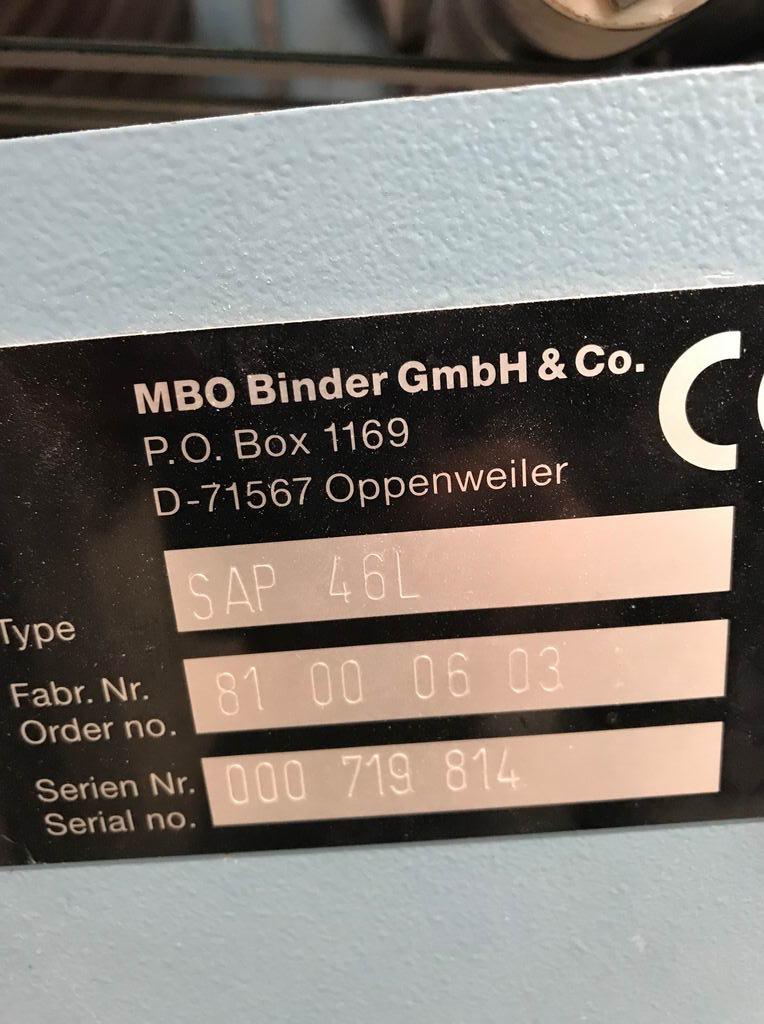 MBO Binder GmbH & Co.
P.O. Box 1169
D-71567 Oppenweiler
Type SAP 46L
Fabr. Nr.
Order no. 81 00 06 03
Serien Nr.
Serial no. 000 719 814